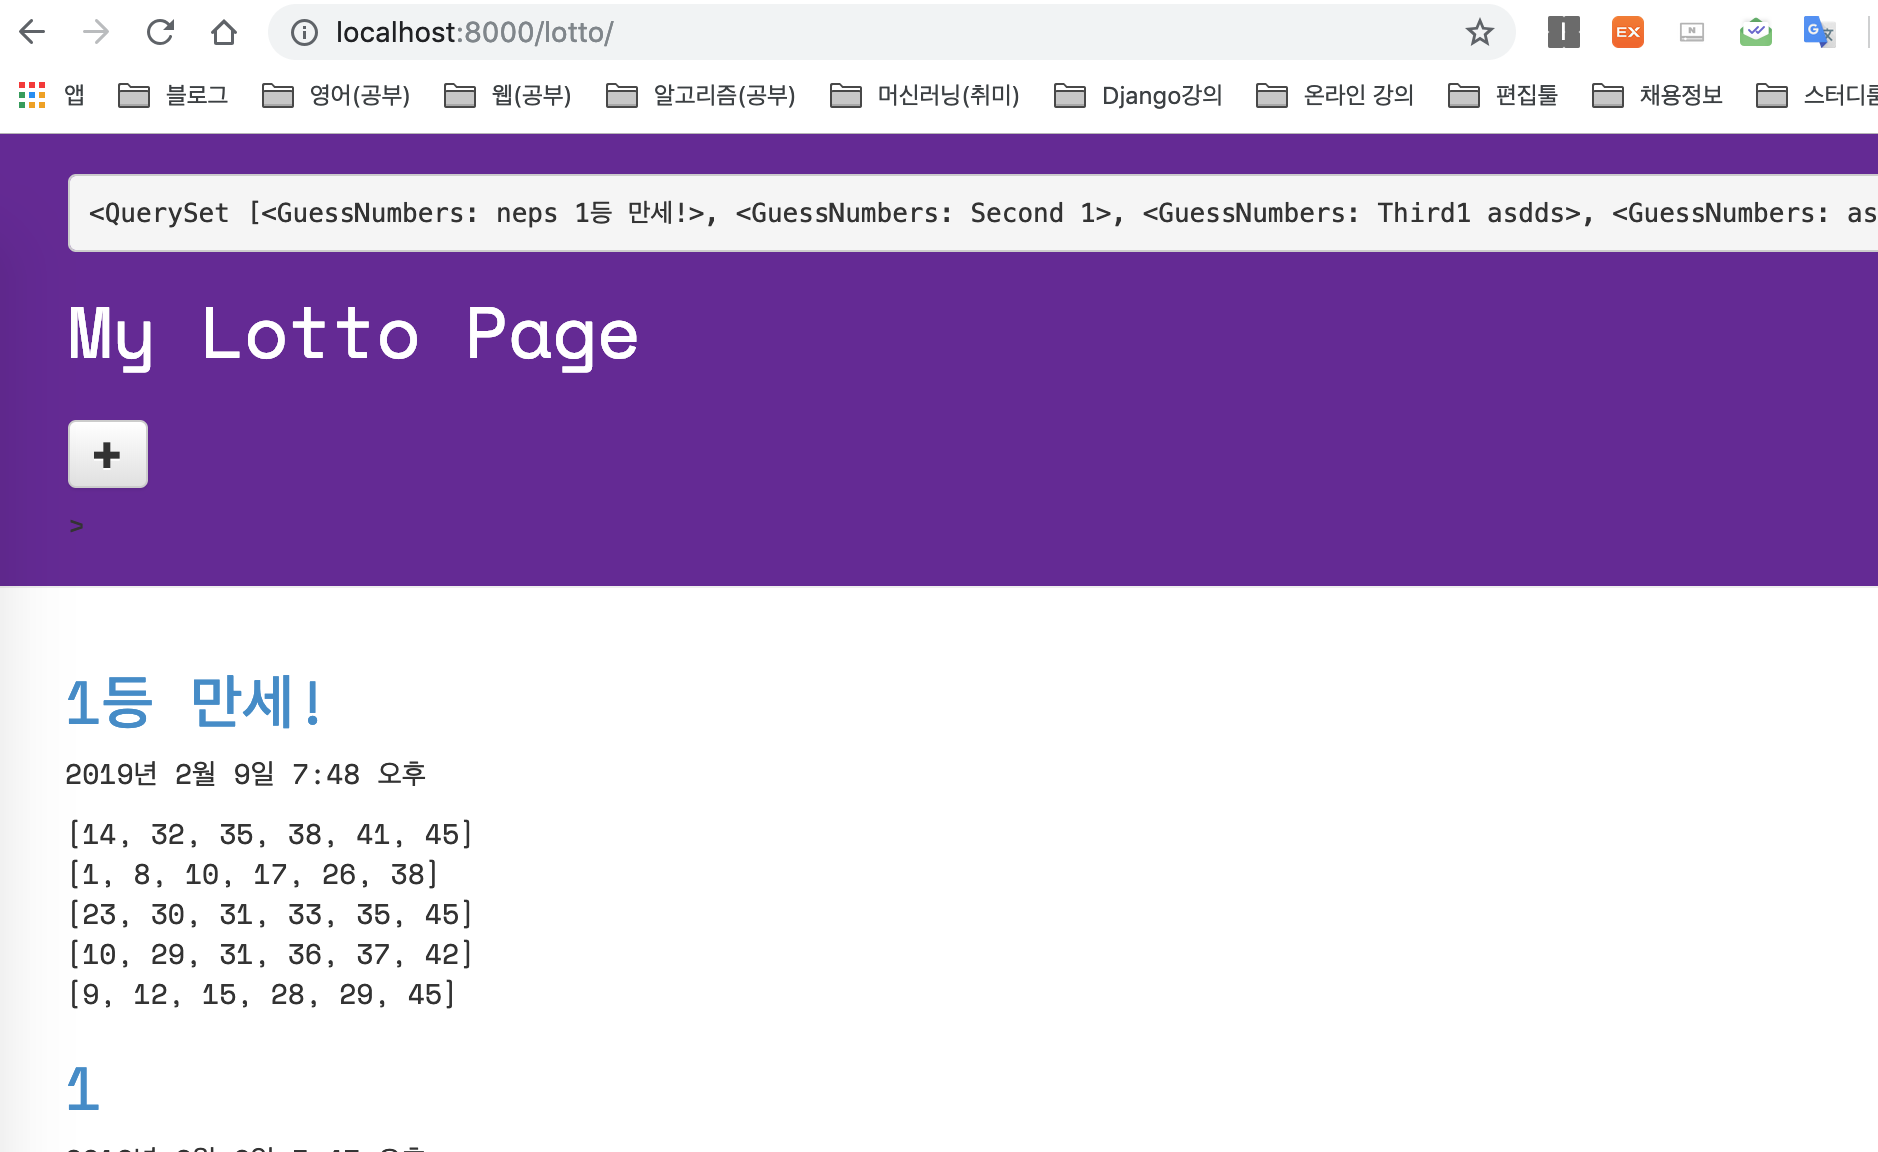 localhost:8000/lotto/
EX
N
G
앱 블로그 영어(공부) 웹(공부) 알고리즘(공부) 머신러닝(취미) Django강의 온라인 강의 편집툴 채용정보 스터디룸
<QuerySet [<GuessNumbers: neps 1등 만세!>, <GuessNumbers: Second 1>, <GuessNumbers: Third1 asdds>, <GuessNumbers: as
My Lotto Page
>
1등 만세!
2019년 2월 9일 7:48 오후
[14, 32, 35, 38, 41, 45]
[1, 8, 10, 17, 26, 38]
[23, 30, 31, 33, 35, 45]
[10, 29, 31, 36, 37, 42]
[9, 12, 15, 28, 29, 45]
1